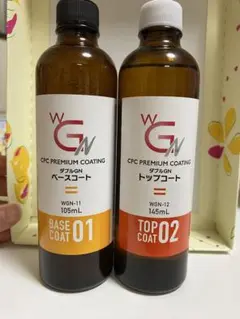 WGN
CPC PREMIUM COATING
ダブルGN
ベースコート
WGN-11
105mL
BASE
COAT 01
WGN
CPC PREMIUM COATING
ダブルGN
トップコート
WGN-12
145mL
TOP
COAT 02